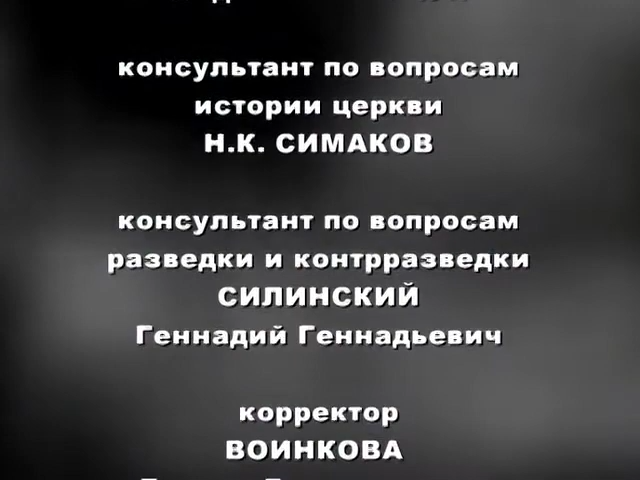 консультант по вопросам
истории церкви
Н.К. СИМАКОВ
консультант по вопросам
разведки и контрразведки
СИЛИНСКИЙ
Геннадий Геннадьевич
корректор
ВОИНКОВА